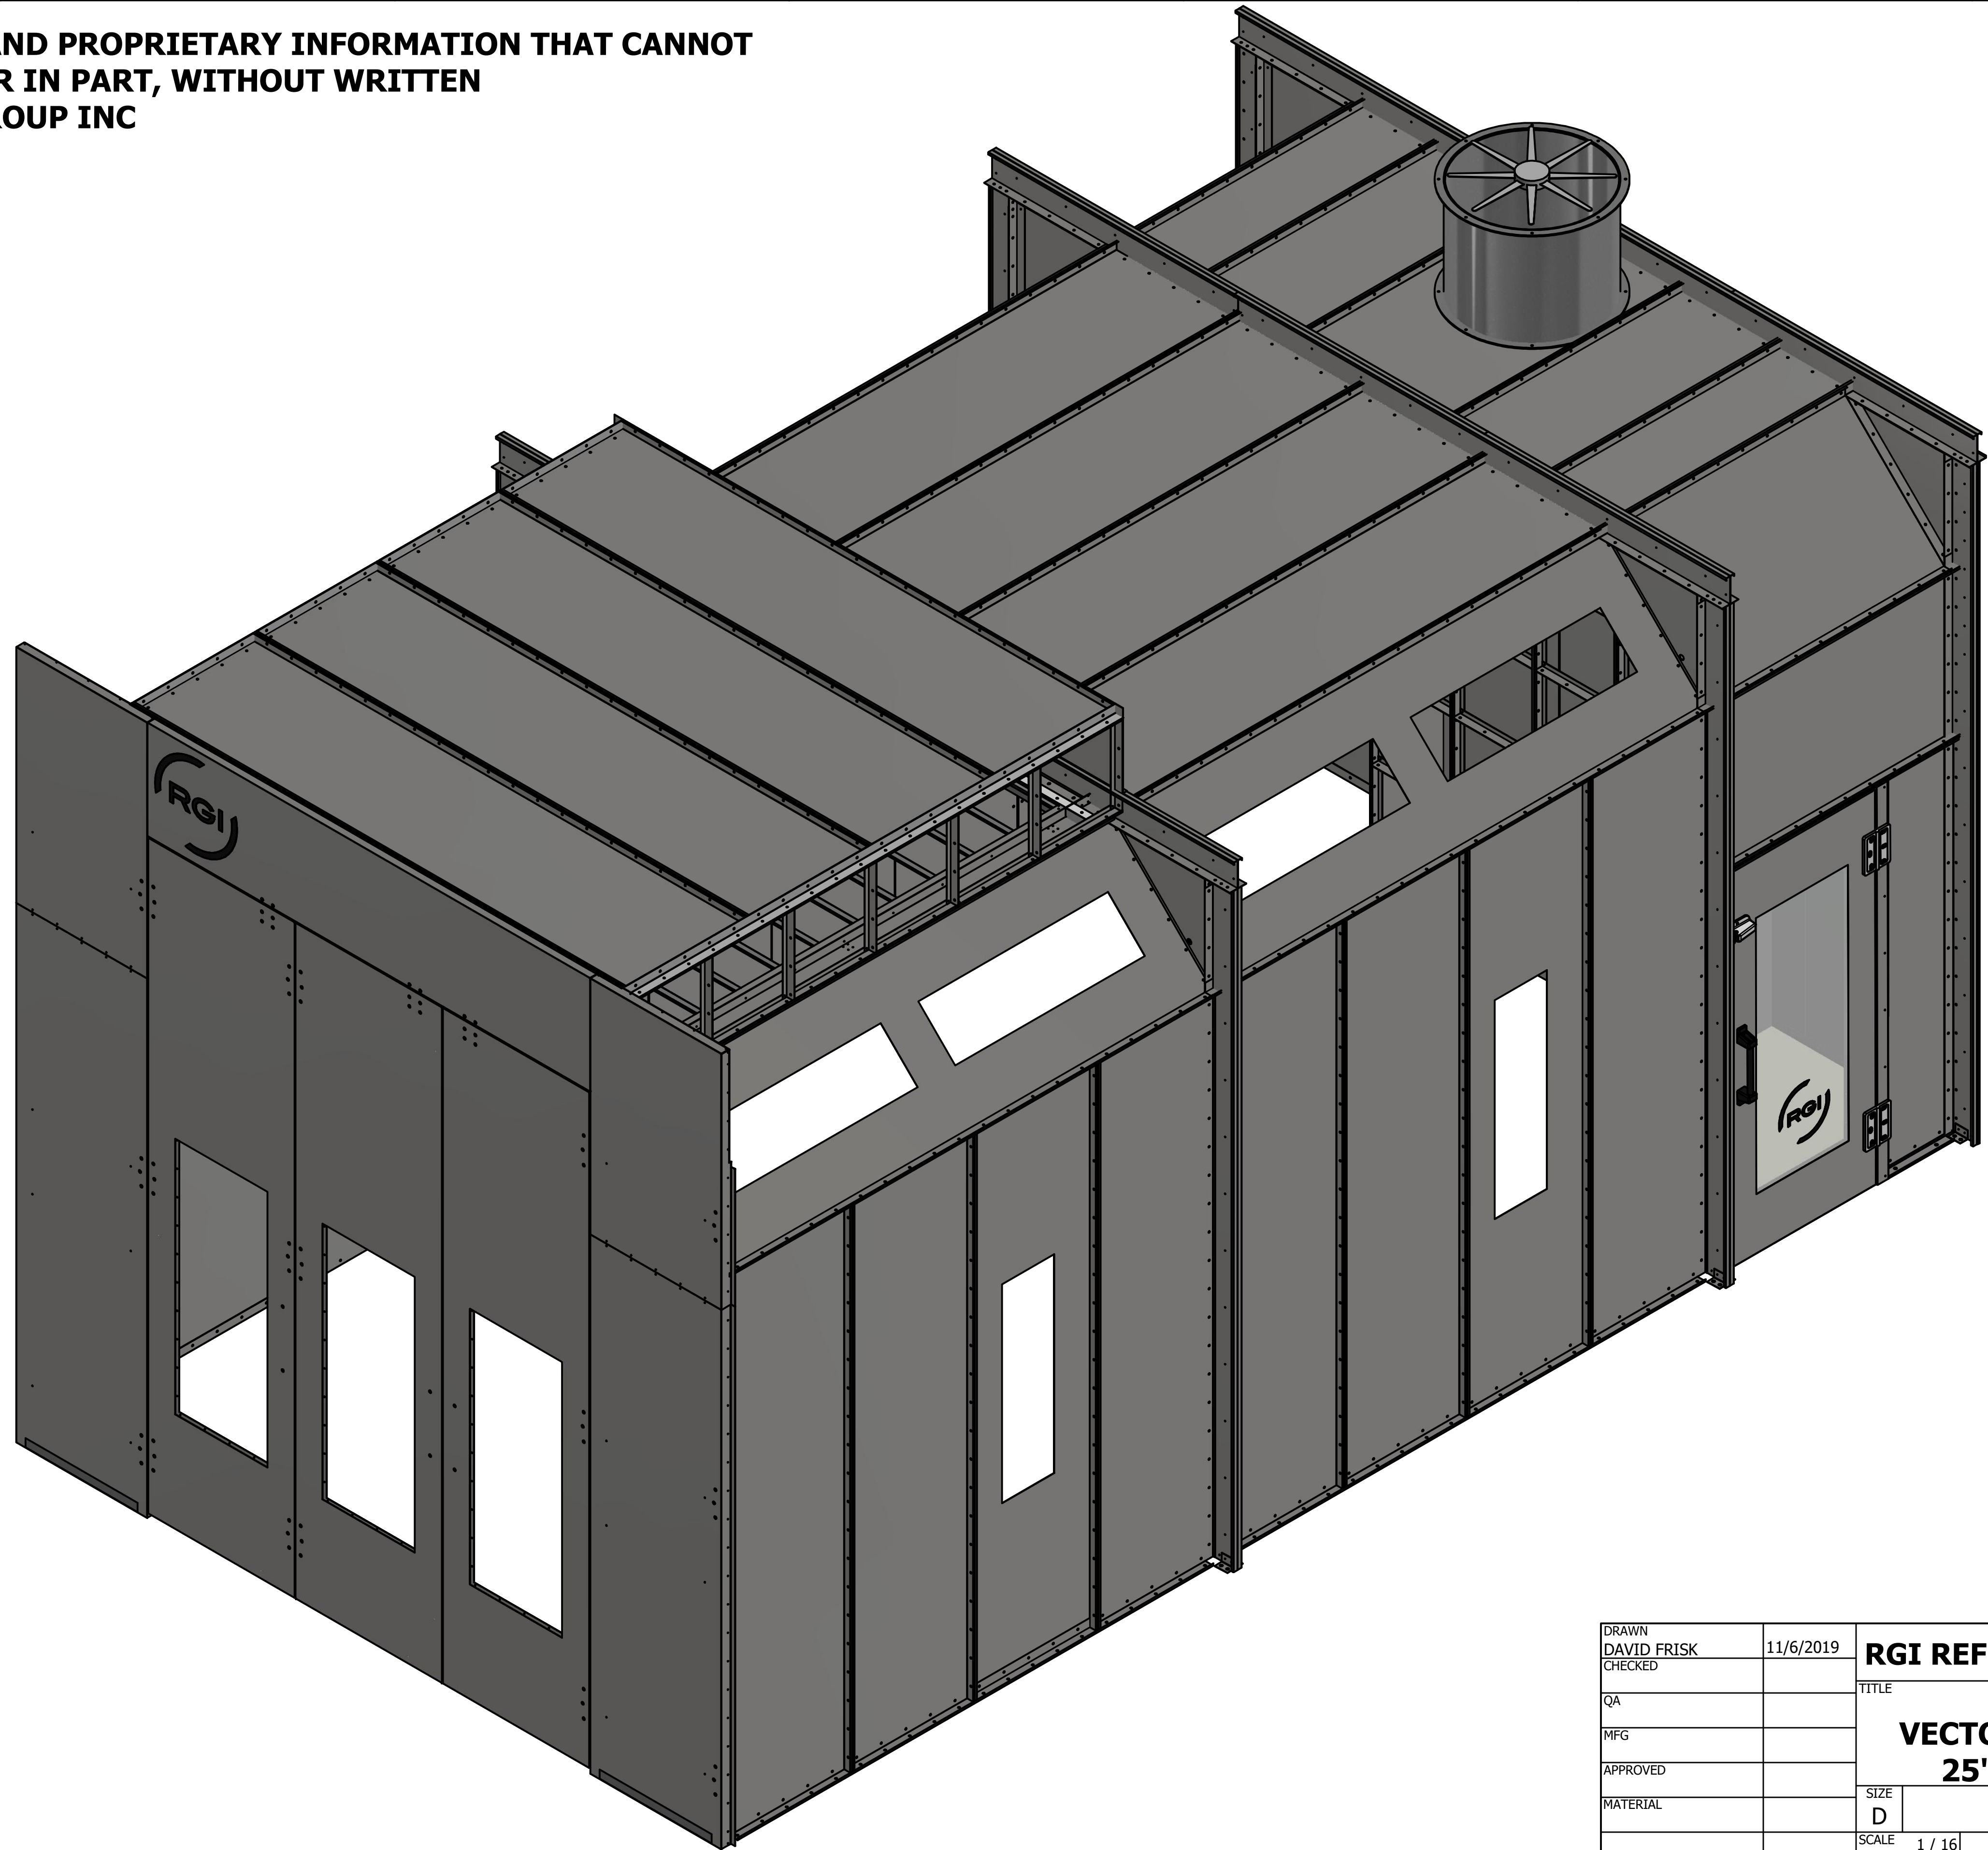 AND PROPRIETARY INFORMATION THAT CANNOT
R IN PART, WITHOUT WRITTEN
ROUP INC
RGI
RGI
DRAWN
DAVID FRISK
11/6/2019
RGI REF
CHECKED
TITLE
QA
MFG
VECTO
25'
APPROVED
SIZE
D
MATERIAL
SCALE
1 / 16